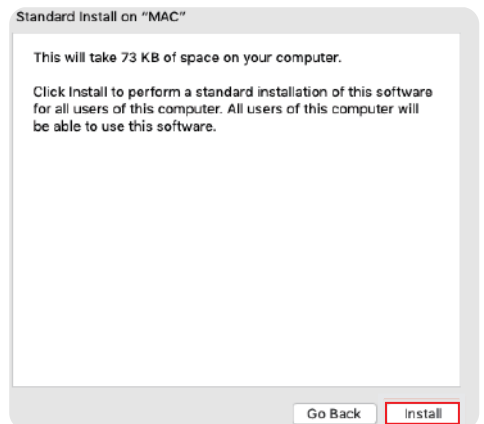 Standard Install on “MAC”
This will take 73 KB of space on your computer.
Click Install to perform a standard installation of this software
for all users of this computer. All users of this computer will
be able to use this software.
Go Back
Install